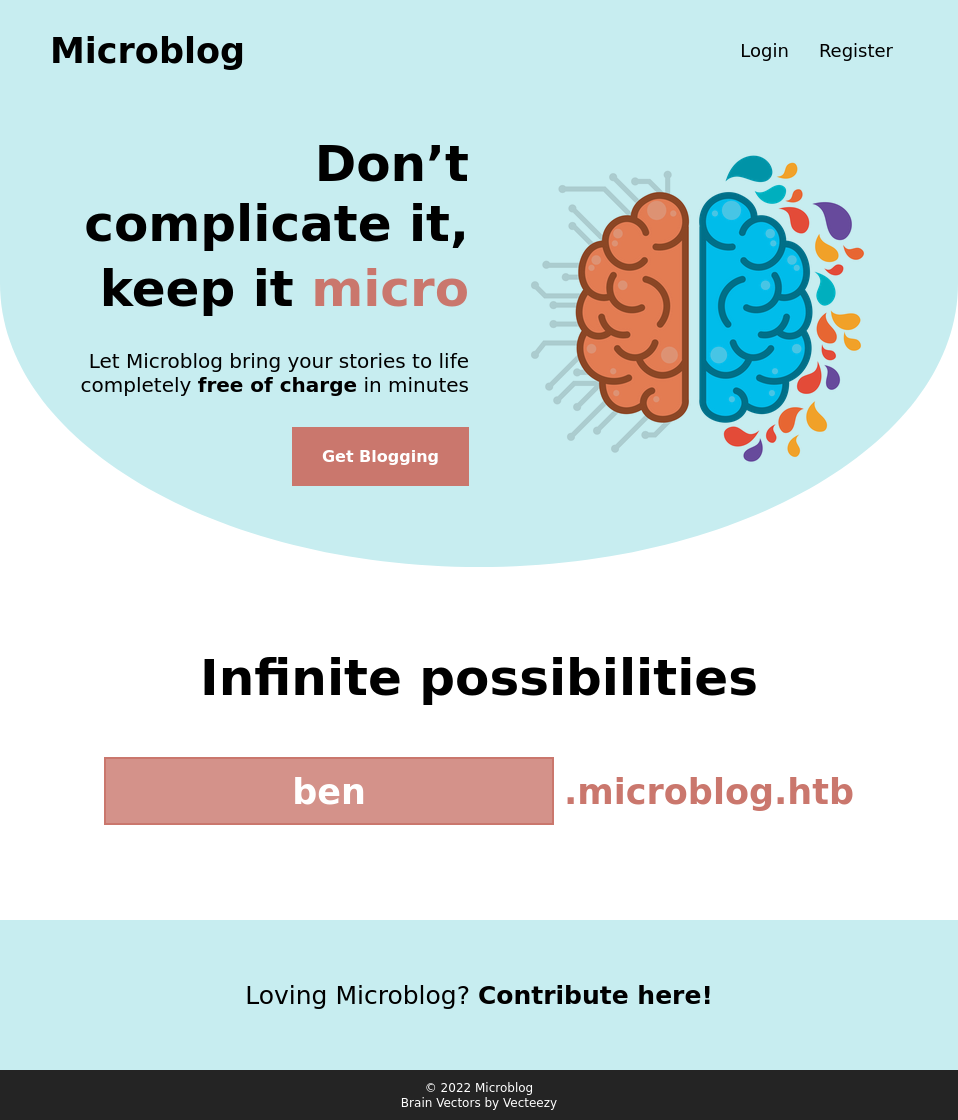 Microblog
Login Register
Don’t
complicate it,
keep it micro
Let Microblog bring your stories to life
completely free of charge in minutes
Get Blogging
Infinite possibilities
ben .microblog.htb
Loving Microblog? Contribute here!
© 2022 Microblog
Brain Vectors by Vecteezy